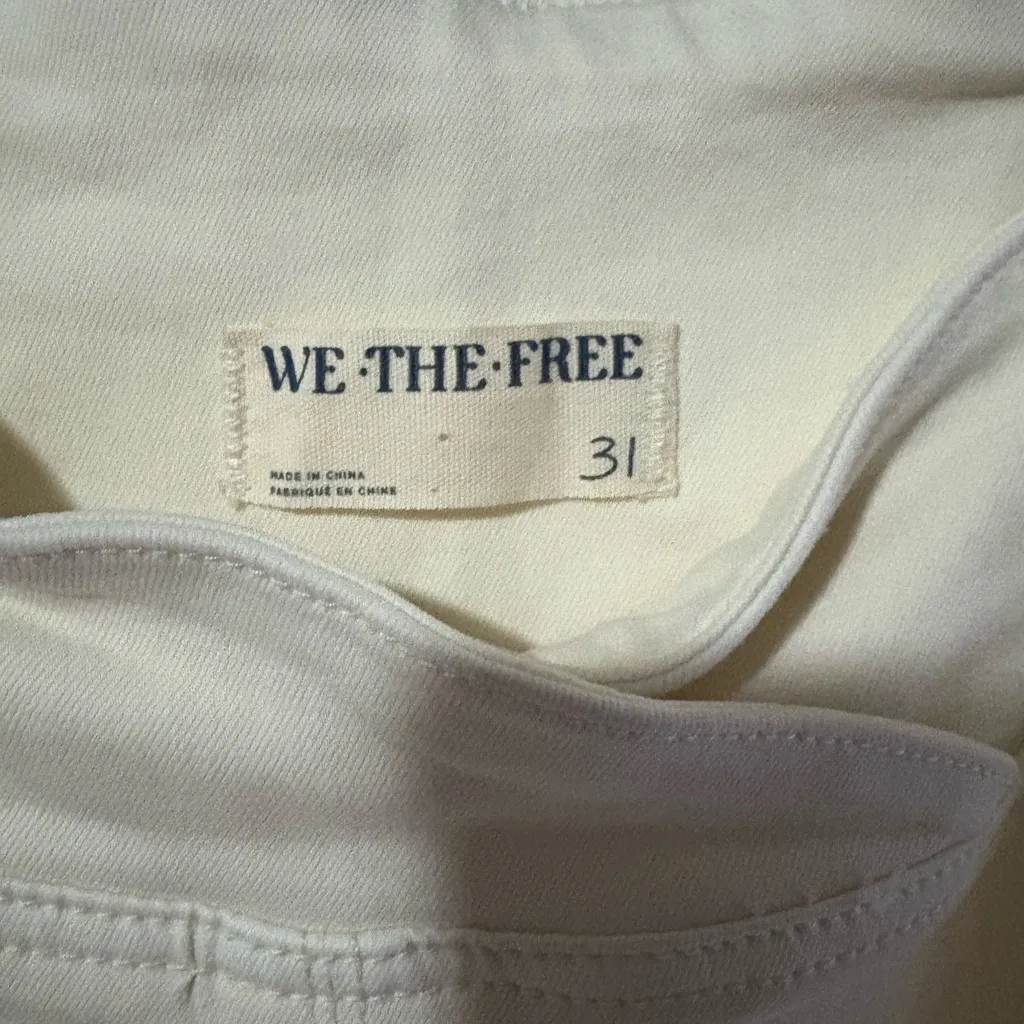 WE·THE·FREE
31
MADE IN CHINA
FABRIQUÉ EN CHINE